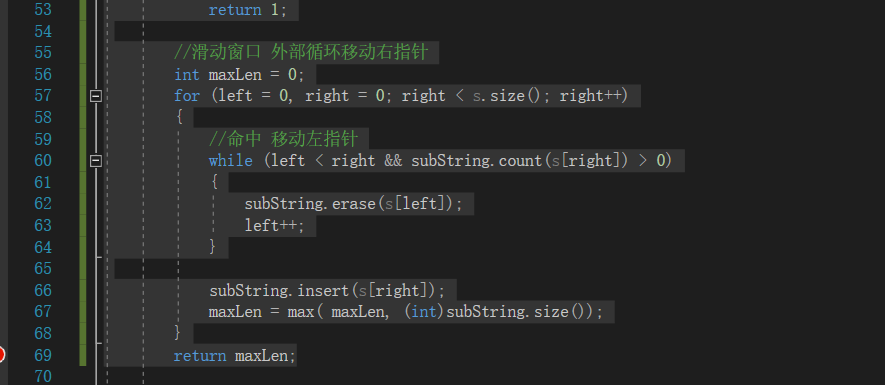 53 return 1;
54
55 //滑动窗口 外部循环移动右指针
56 int maxLen = 0;
57 for (left = 0, right = 0; right < s.size(); right++)
58 {
59 //命中 移动左指针
60 while (left < right && subString.count(s[right]) > 0)
61 {
62 subString.erase(s[left]);
63 left++;
64 }
65
66 subString.insert(s[right]);
67 maxLen = max( maxLen, (int)subString.size());
68 }
69 return maxLen;
70